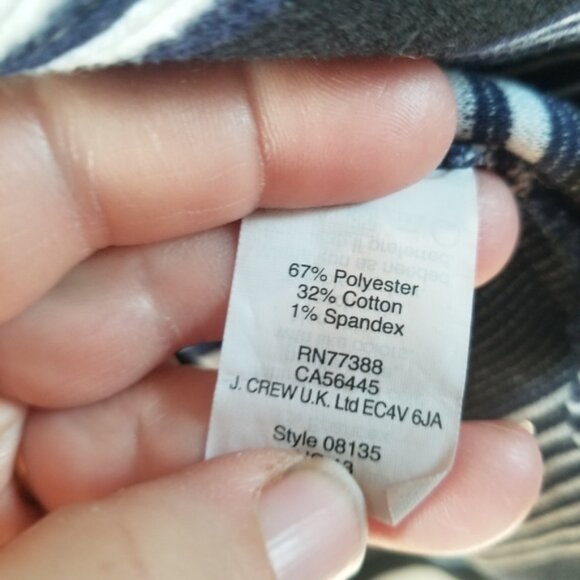 67% Polyester
32% Cotton
1% Spandex
RN77388
CA56445
J. CREW U.K. Ltd EC4V 6JA
Style 08135